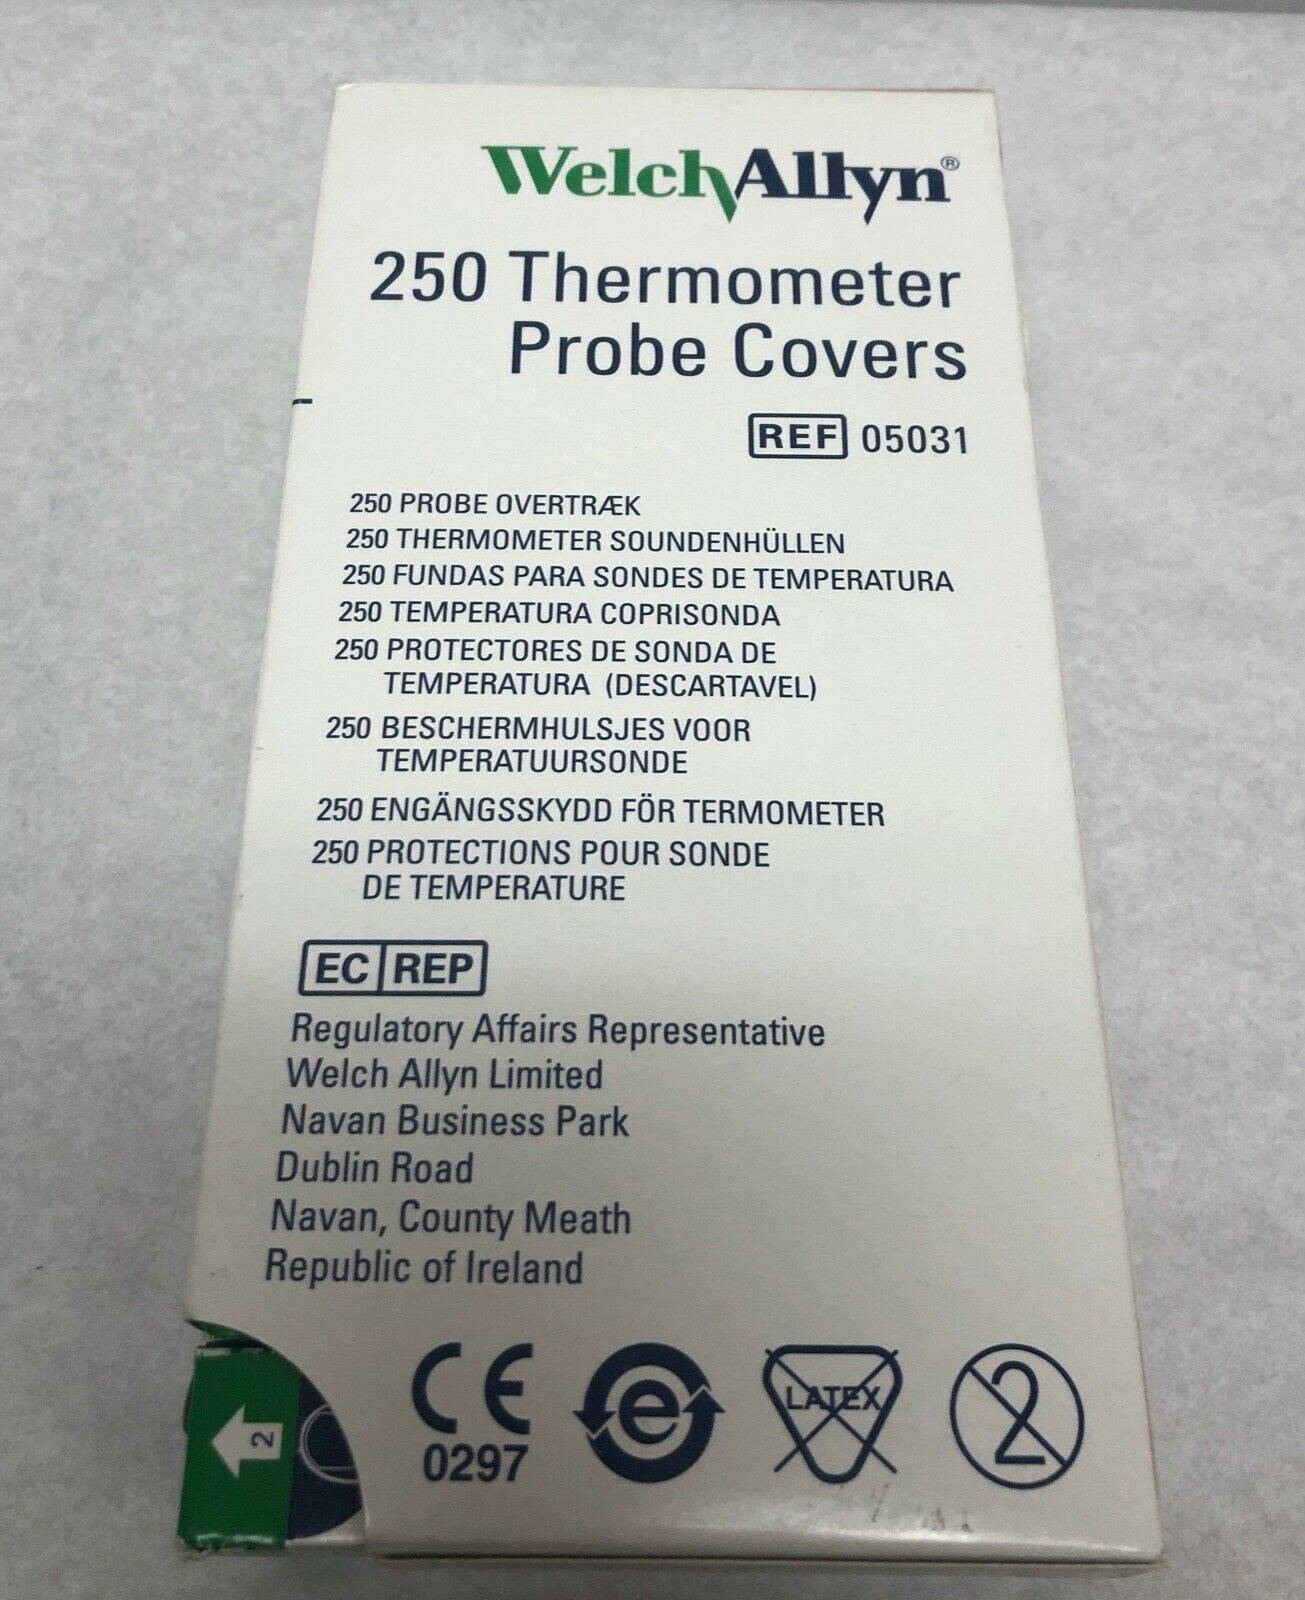 WelchAllyn®
250 Thermometer
Probe Covers
REF 05031
250 PROBE OVERTRÆK
250 THERMOMETER SOUNDENHÜLLEN
250 FUNDAS PARA SONDES DE TEMPERATURA
250 TEMPERATURA COPRISONDA
250 PROTECTORES DE SONDA DE
TEMPERATURA (DESCARTAVEL)
250 BESCHERMHULSJES VOOR
TEMPERATUURSONDE
250 ENGÄNGSSKYDD FÖR TERMOMETER
250 PROTECTIONS POUR SONDE
DE TEMPERATURE
EC REP
Regulatory Affairs Representative
Welch Allyn Limited
Navan Business Park
Dublin Road
Navan, County Meath
Republic of Ireland
2
CE
0297
e
LATEX
2